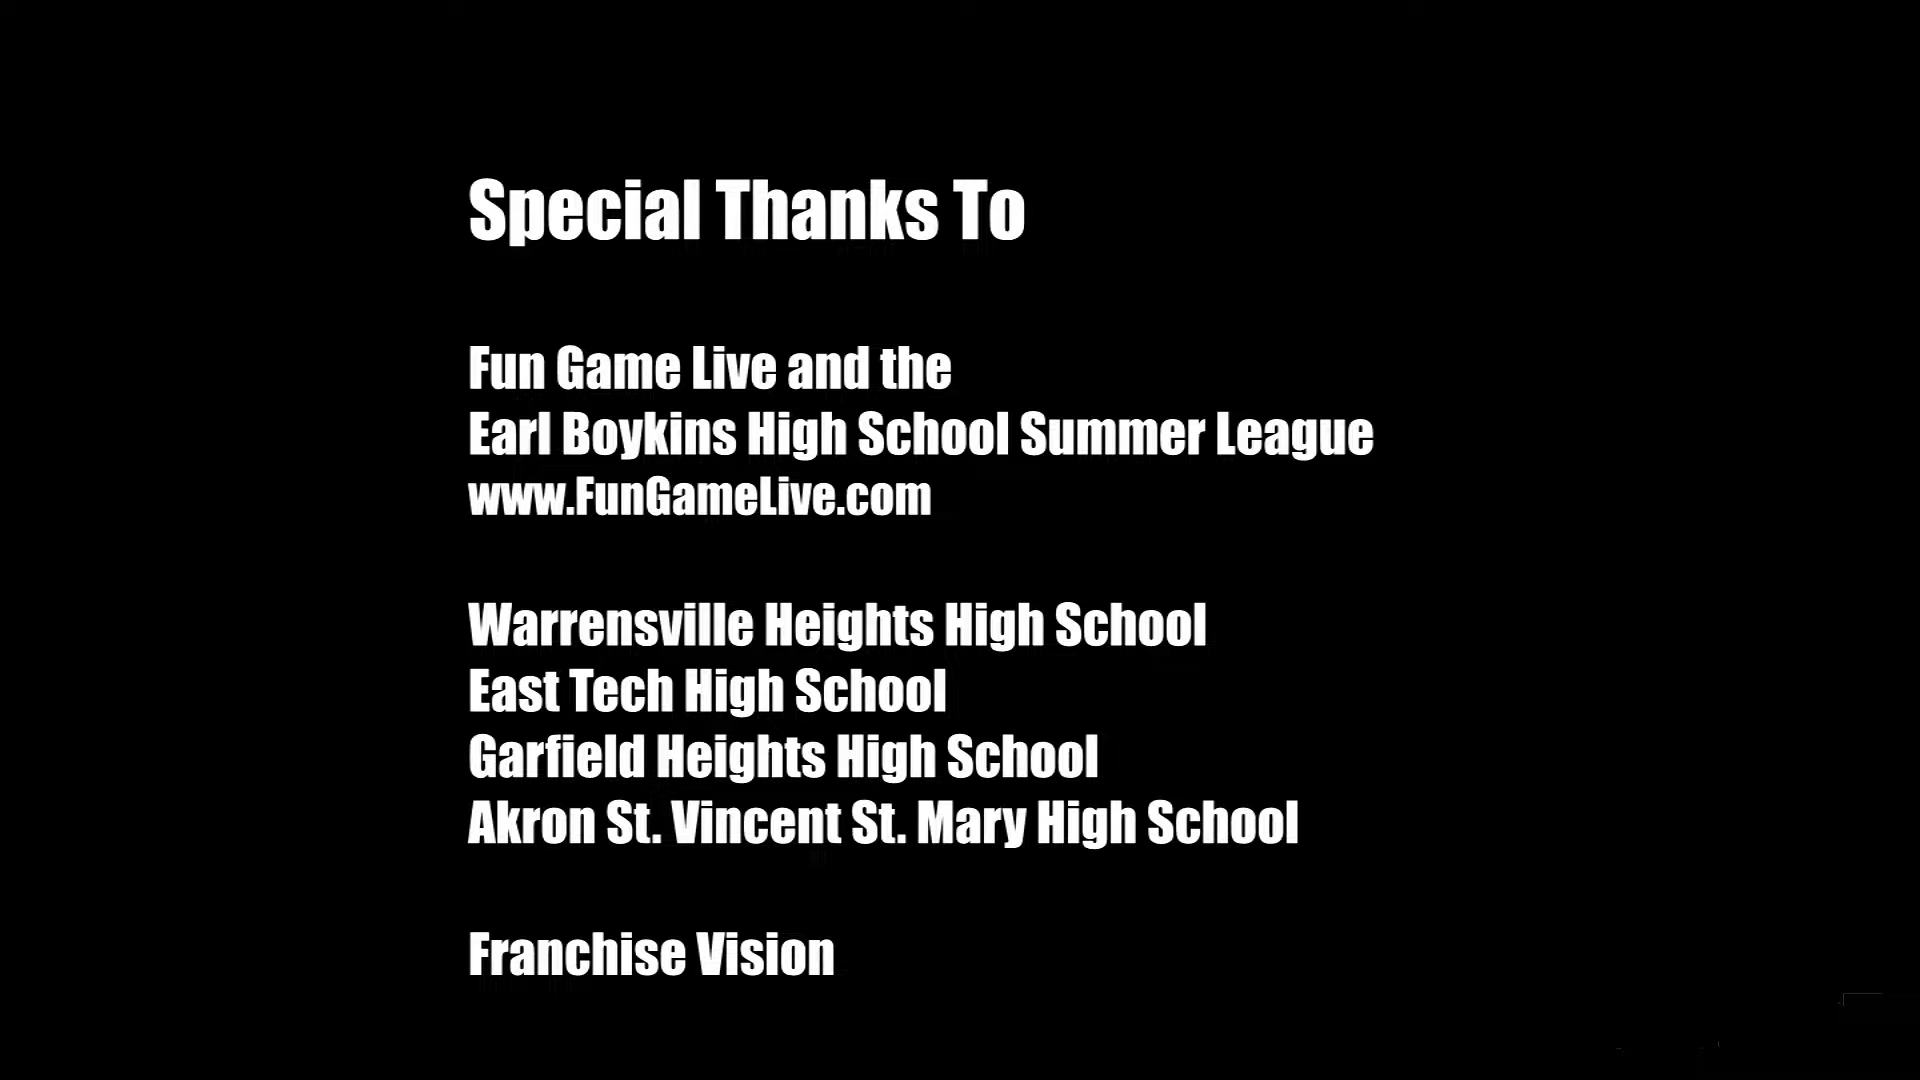 Special Thanks To
Fun Game Live and the
Earl Boykins High School Summer League
www.FunGameLive.com
Warrensville Heights High School
East Tech High School
Garfield Heights High School
Akron St. Vincent St. Mary High School
Franchise Vision